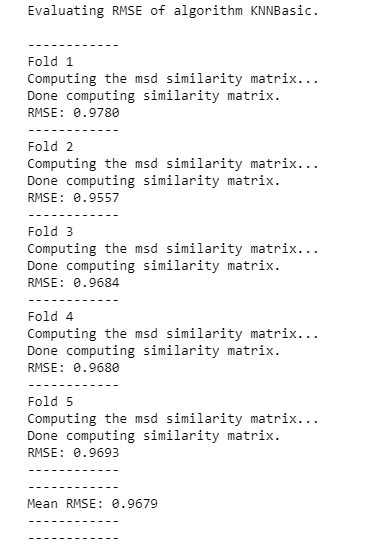 Evaluating RMSE of algorithm KNNBasic.
------------
Fold 1
Computing the msd similarity matrix...
Done computing similarity matrix.
RMSE: 0.9780
------------
Fold 2
Computing the msd similarity matrix...
Done computing similarity matrix.
RMSE: 0.9557
------------
Fold 3
Computing the msd similarity matrix...
Done computing similarity matrix.
RMSE: 0.9684
------------
Fold 4
Computing the msd similarity matrix...
Done computing similarity matrix.
RMSE: 0.9680
------------
Fold 5
Computing the msd similarity matrix...
Done computing similarity matrix.
RMSE: 0.9693
------------
------------
Mean RMSE: 0.9679
------------
------------